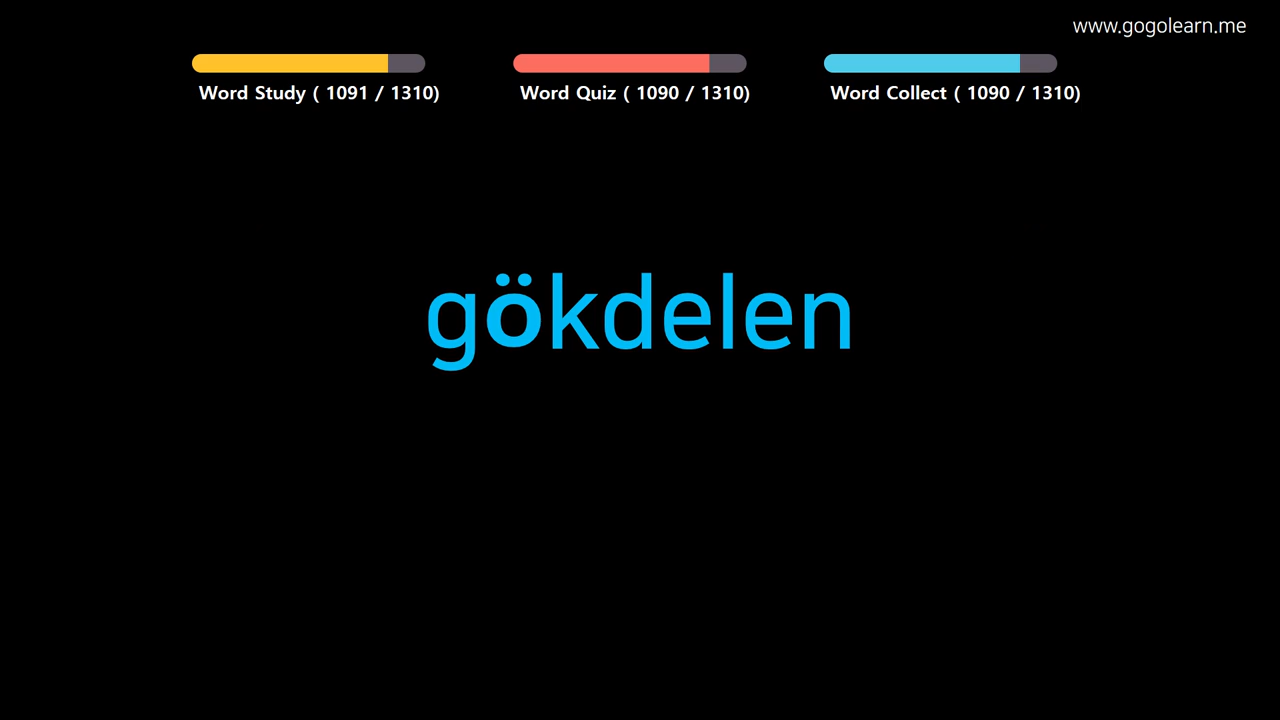 www.gogolearn.me
Word Study ( 1091 / 1310)
Word Quiz ( 1090 / 1310)
Word Collect ( 1090 / 1310)
gökdelen